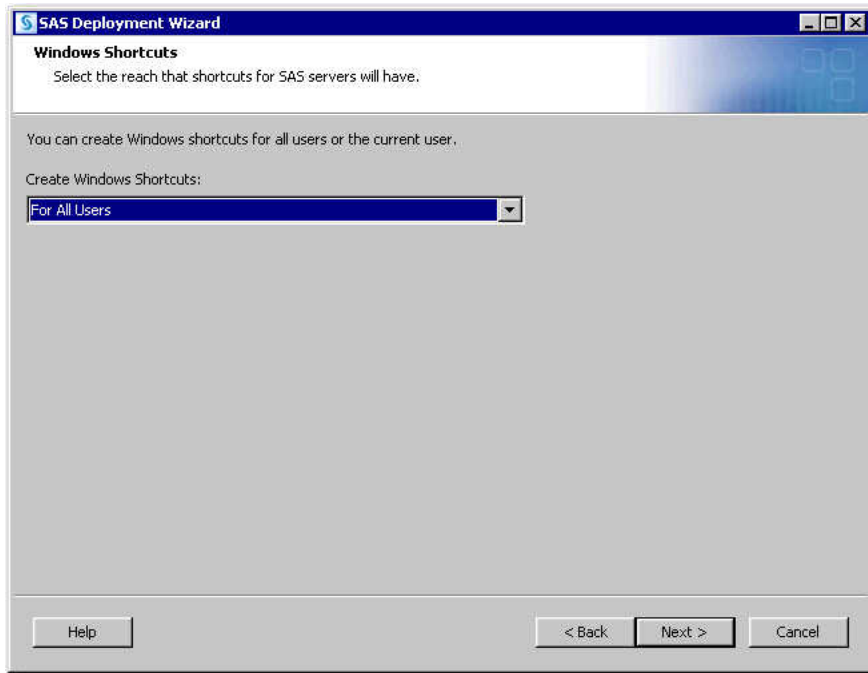 SAS Deployment Wizard
Windows Shortcuts
Select the reach that shortcuts for SAS servers will have.
You can create Windows shortcuts for all users or the current user.
Create Windows Shortcuts:
For All Users
Help
< Back
Next >
Cancel